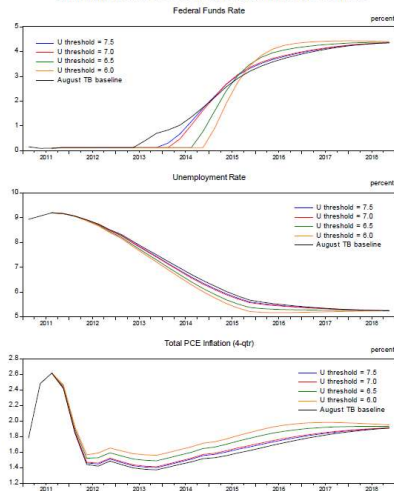 Federal Funds Rate
percent
5
4
3
2
1
0
U threshold = 7.5
U threshold = 7.0
U threshold = 6.5
U threshold = 6.0
August TB baseline
2011 2012 2013 2014 2015 2016 2017 2018
Unemployment Rate
percent
10
9
8
7
6
5
U threshold = 7.5
U threshold = 7.0
U threshold = 6.5
U threshold = 6.0
August TB baseline
2011 2012 2013 2014 2015 2016 2017 2018
Total PCE Inflation (4-qtr)
percent
2.8
2.6
2.4
2.2
2.0
1.8
1.6
1.4
1.2
U threshold = 7.5
U threshold = 7.0
U threshold = 6.5
U threshold = 6.0
August TB baseline
2011 2012 2013 2014 2015 2016 2017 2018